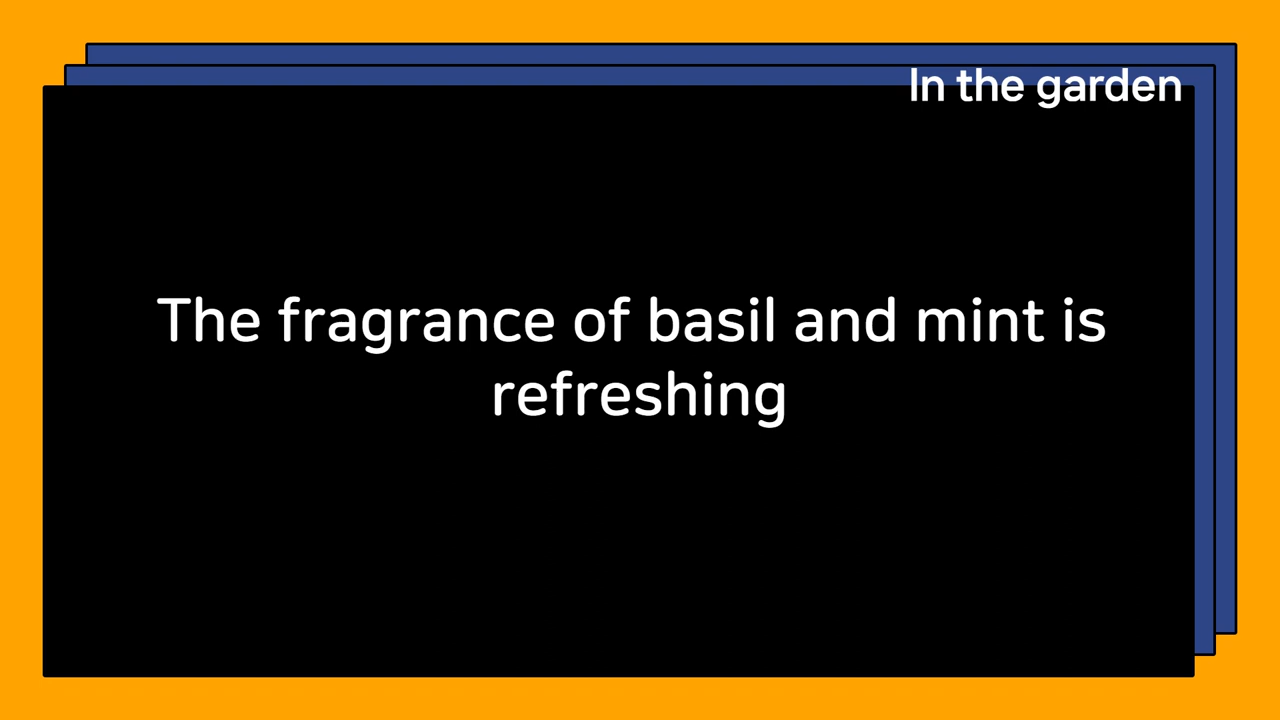 In the garden
The fragrance of basil and mint is
refreshing